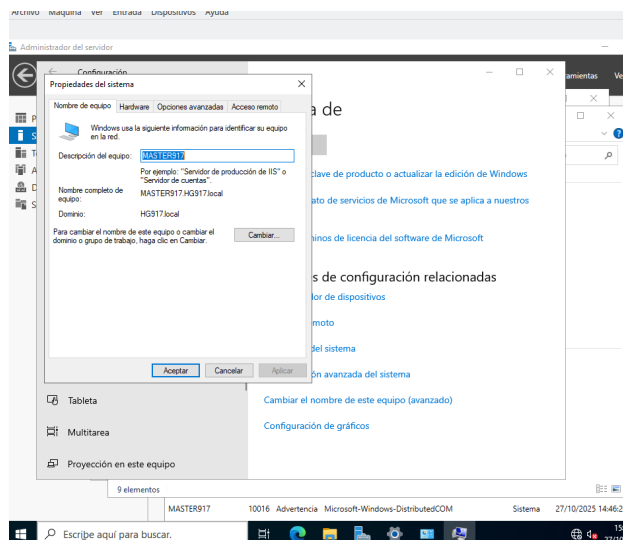 Archivo Máquina Ver Entrada Dispositivos Ayuda
Administrador del servidor
Configuración
Propiedades del sistema
Nombre de equipo Hardware Opciones avanzadas Acceso remoto
Windows usa la siguiente información para identificar su equipo
en la red.
Descripción del equipo: MASTER917
Por ejemplo: "Servidor de producción de IIS" o
"Servidor de cuentas".
Nombre completo de
equipo:
MASTER917.HG917.local
Dominio: HG917.local
Para cambiar el nombre de este equipo o cambiar el
dominio o grupo de trabajo, haga clic en Cambiar.
Cambiar...
Aceptar Cancelar Aplicar
amientas Ve
a de
clave de producto o actualizar la edición de Windows
ato de servicios de Microsoft que se aplica a nuestros
minos de licencia del software de Microsoft
s de configuración relacionadas
dor de dispositivos
moto
del sistema
ón avanzada del sistema
Cambiar el nombre de este equipo (avanzado)
Configuración de gráficos
Tableta
Multitarea
Proyección en este equipo
9 elementos
MASTER917 10016 Advertencia Microsoft-Windows-DistributedCOM Sistema 27/10/2025 14:46:2
Escribe aquí para buscar.
15:
27/10